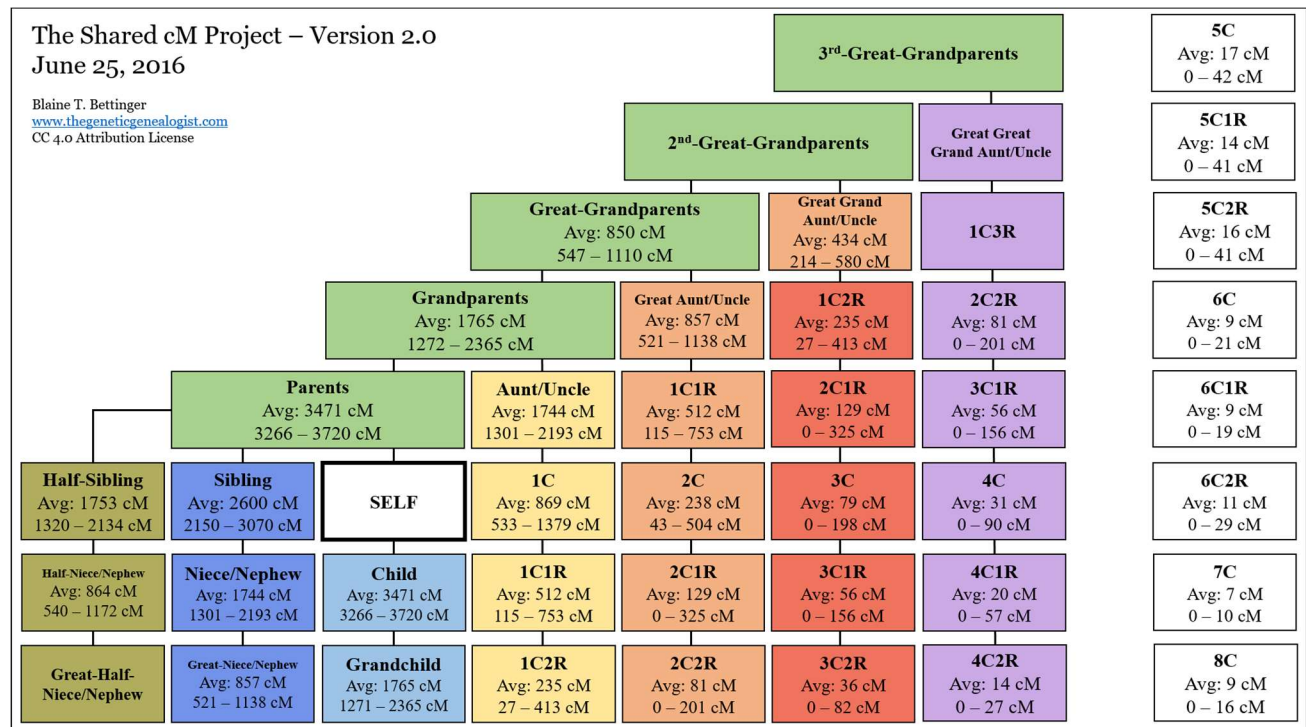 The Shared cM Project – Version 2.0
June 25, 2016
Blaine T. Bettinger
www.thegeneticgenealogist.com
CC 4.0 Attribution License
3rd-Great-Grandparents
5C
Avg: 17 cM
0 – 42 cM
2nd-Great-Grandparents
Great Great
Grand Aunt/Uncle
5C1R
Avg: 14 cM
0 – 41 cM
Great-Grandparents
Avg: 850 cM
547 – 1110 cM
Great Grand
Aunt/Uncle
Avg: 434 cM
214 – 580 cM
1C3R
5C2R
Avg: 16 cM
0 – 41 cM
Grandparents
Avg: 1765 cM
1272 – 2365 cM
Great Aunt/Uncle
Avg: 857 cM
521 – 1138 cM
1C2R
Avg: 235 cM
27 – 413 cM
2C2R
Avg: 81 cM
0 – 201 cM
6C
Avg: 9 cM
0 – 21 cM
Parents
Avg: 3471 cM
3266 – 3720 cM
Aunt/Uncle
Avg: 1744 cM
1301 – 2193 cM
1C1R
Avg: 512 cM
115 – 753 cM
2C1R
Avg: 129 cM
0 – 325 cM
3C1R
Avg: 56 cM
0 – 156 cM
6C1R
Avg: 9 cM
0 – 19 cM
Half-Sibling
Avg: 1753 cM
1320 – 2134 cM
Sibling
Avg: 2600 cM
2150 – 3070 cM
SELF
1C
Avg: 869 cM
533 – 1379 cM
2C
Avg: 238 cM
43 – 504 cM
3C
Avg: 79 cM
0 – 198 cM
4C
Avg: 31 cM
0 – 90 cM
6C2R
Avg: 11 cM
0 – 29 cM
Half-Niece/Nephew
Avg: 864 cM
540 – 1172 cM
Niece/Nephew
Avg: 1744 cM
1301 – 2193 cM
Child
Avg: 3471 cM
3266 – 3720 cM
1C1R
Avg: 512 cM
115 – 753 cM
2C1R
Avg: 129 cM
0 – 325 cM
3C1R
Avg: 56 cM
0 – 156 cM
4C1R
Avg: 20 cM
0 – 57 cM
7C
Avg: 7 cM
0 – 10 cM
Great-Half-
Niece/Nephew
Great-Niece/Nephew
Avg: 857 cM
521 – 1138 cM
Grandchild
Avg: 1765 cM
1271 – 2365 cM
1C2R
Avg: 235 cM
27 – 413 cM
2C2R
Avg: 81 cM
0 – 201 cM
3C2R
Avg: 36 cM
0 – 82 cM
4C2R
Avg: 14 cM
0 – 27 cM
8C
Avg: 9 cM
0 – 16 cM